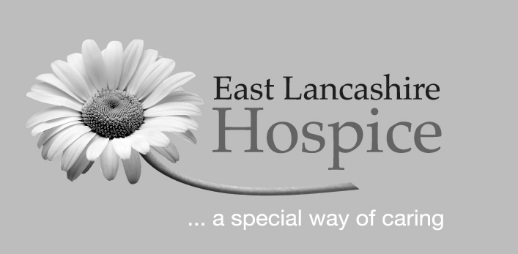 East Lancashire
Hospice
... a special way of caring